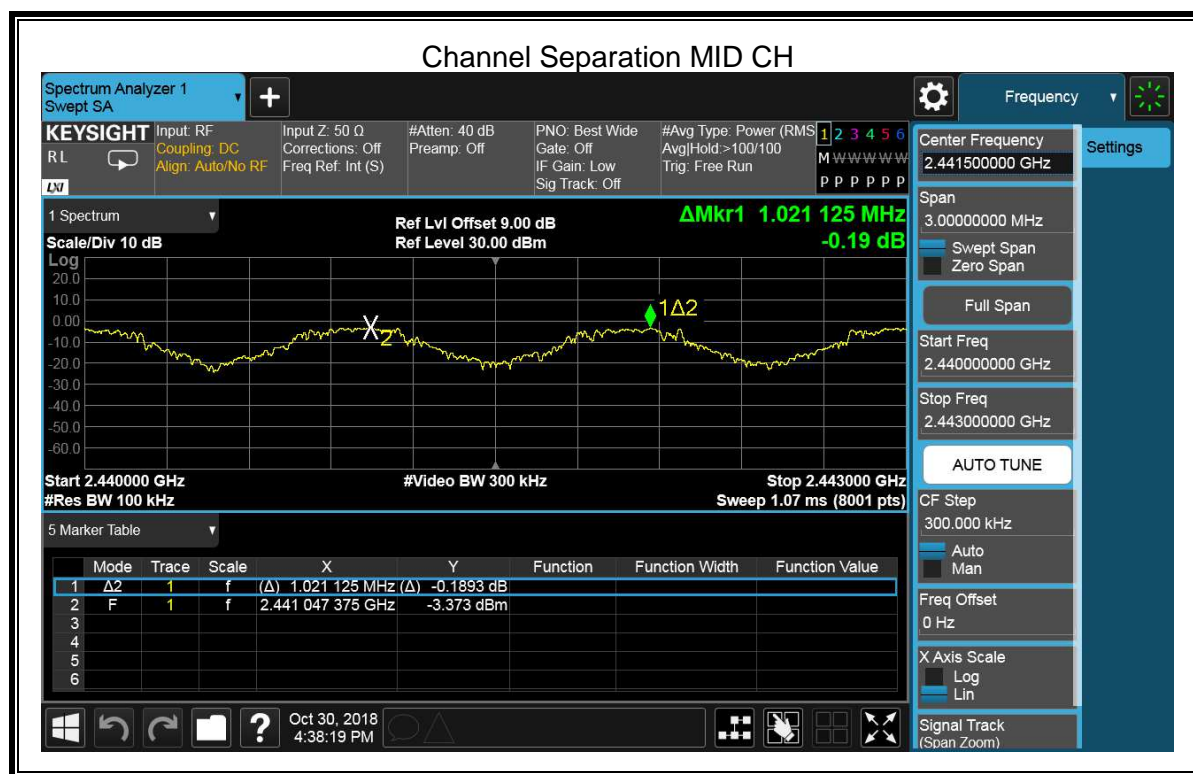 Channel Separation MID CH
Spectrum Analyzer 1
Swept SA
Frequency
KEYSIGHT
RL
LXI
Input: RF
Coupling: DC
Align: Auto/No RF
Input Z: 50 Ω
Corrections: Off
Freq Ref: Int (S)
#Atten: 40 dB
Preamp: Off
PNO: Best Wide
Gate: Off
IF Gain: Low
Sig Track: Off
#Avg Type: Power (RMS
Avg|Hold:>100/100
Trig: Free Run
1 2 3 4 5 6
M W W W W W
P P P P P P
1 Spectrum
Scale/Div 10 dB
Ref Lvl Offset 9.00 dB
Ref Level 30.00 dBm
ΔMkr1 1.021 125 MHz
-0.19 dB
Log
20.0
10.0
0.00
-10.0
-20.0
-30.0
-40.0
-50.0
-60.0
X2
1Δ2
Start 2.440000 GHz
#Res BW 100 kHz
#Video BW 300 kHz
Stop 2.443000 GHz
Sweep 1.07 ms (8001 pts)
5 Marker Table
Mode Trace Scale X Y Function Function Width Function Value
1 Δ2 1 f (Δ) 1.021 125 MHz (Δ) -0.1893 dB
2 F 1 f 2.441 047 375 GHz -3.373 dBm
3
4
5
6
?
Oct 30, 2018
4:38:19 PM
Center Frequency
2.441500000 GHz
Settings
Span
3.00000000 MHz
Swept Span
Zero Span
Full Span
Start Freq
2.440000000 GHz
Stop Freq
2.443000000 GHz
AUTO TUNE
CF Step
300.000 kHz
Auto
Man
Freq Offset
0 Hz
X Axis Scale
Log
Lin
Signal Track
(Span Zoom)